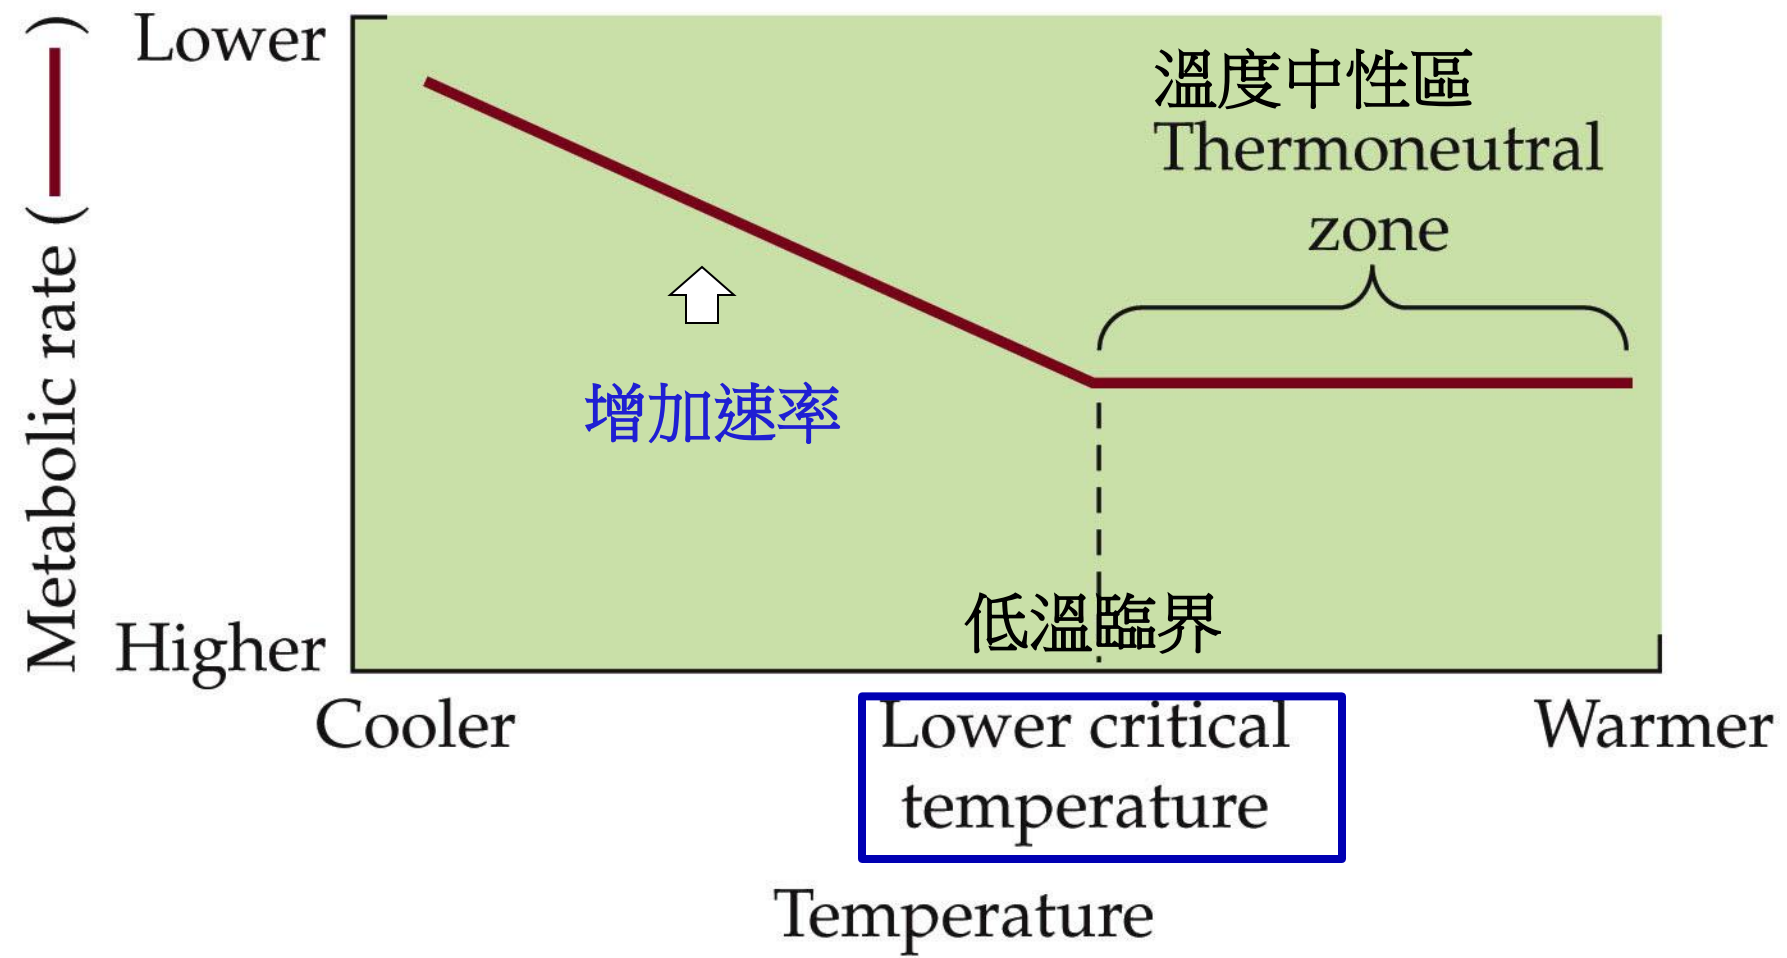 Lower
Metabolic rate ( )
Higher
溫度中性區
Thermoneutral
zone
增加速率
低溫臨界
Cooler
Lower critical
temperature
Warmer
Temperature